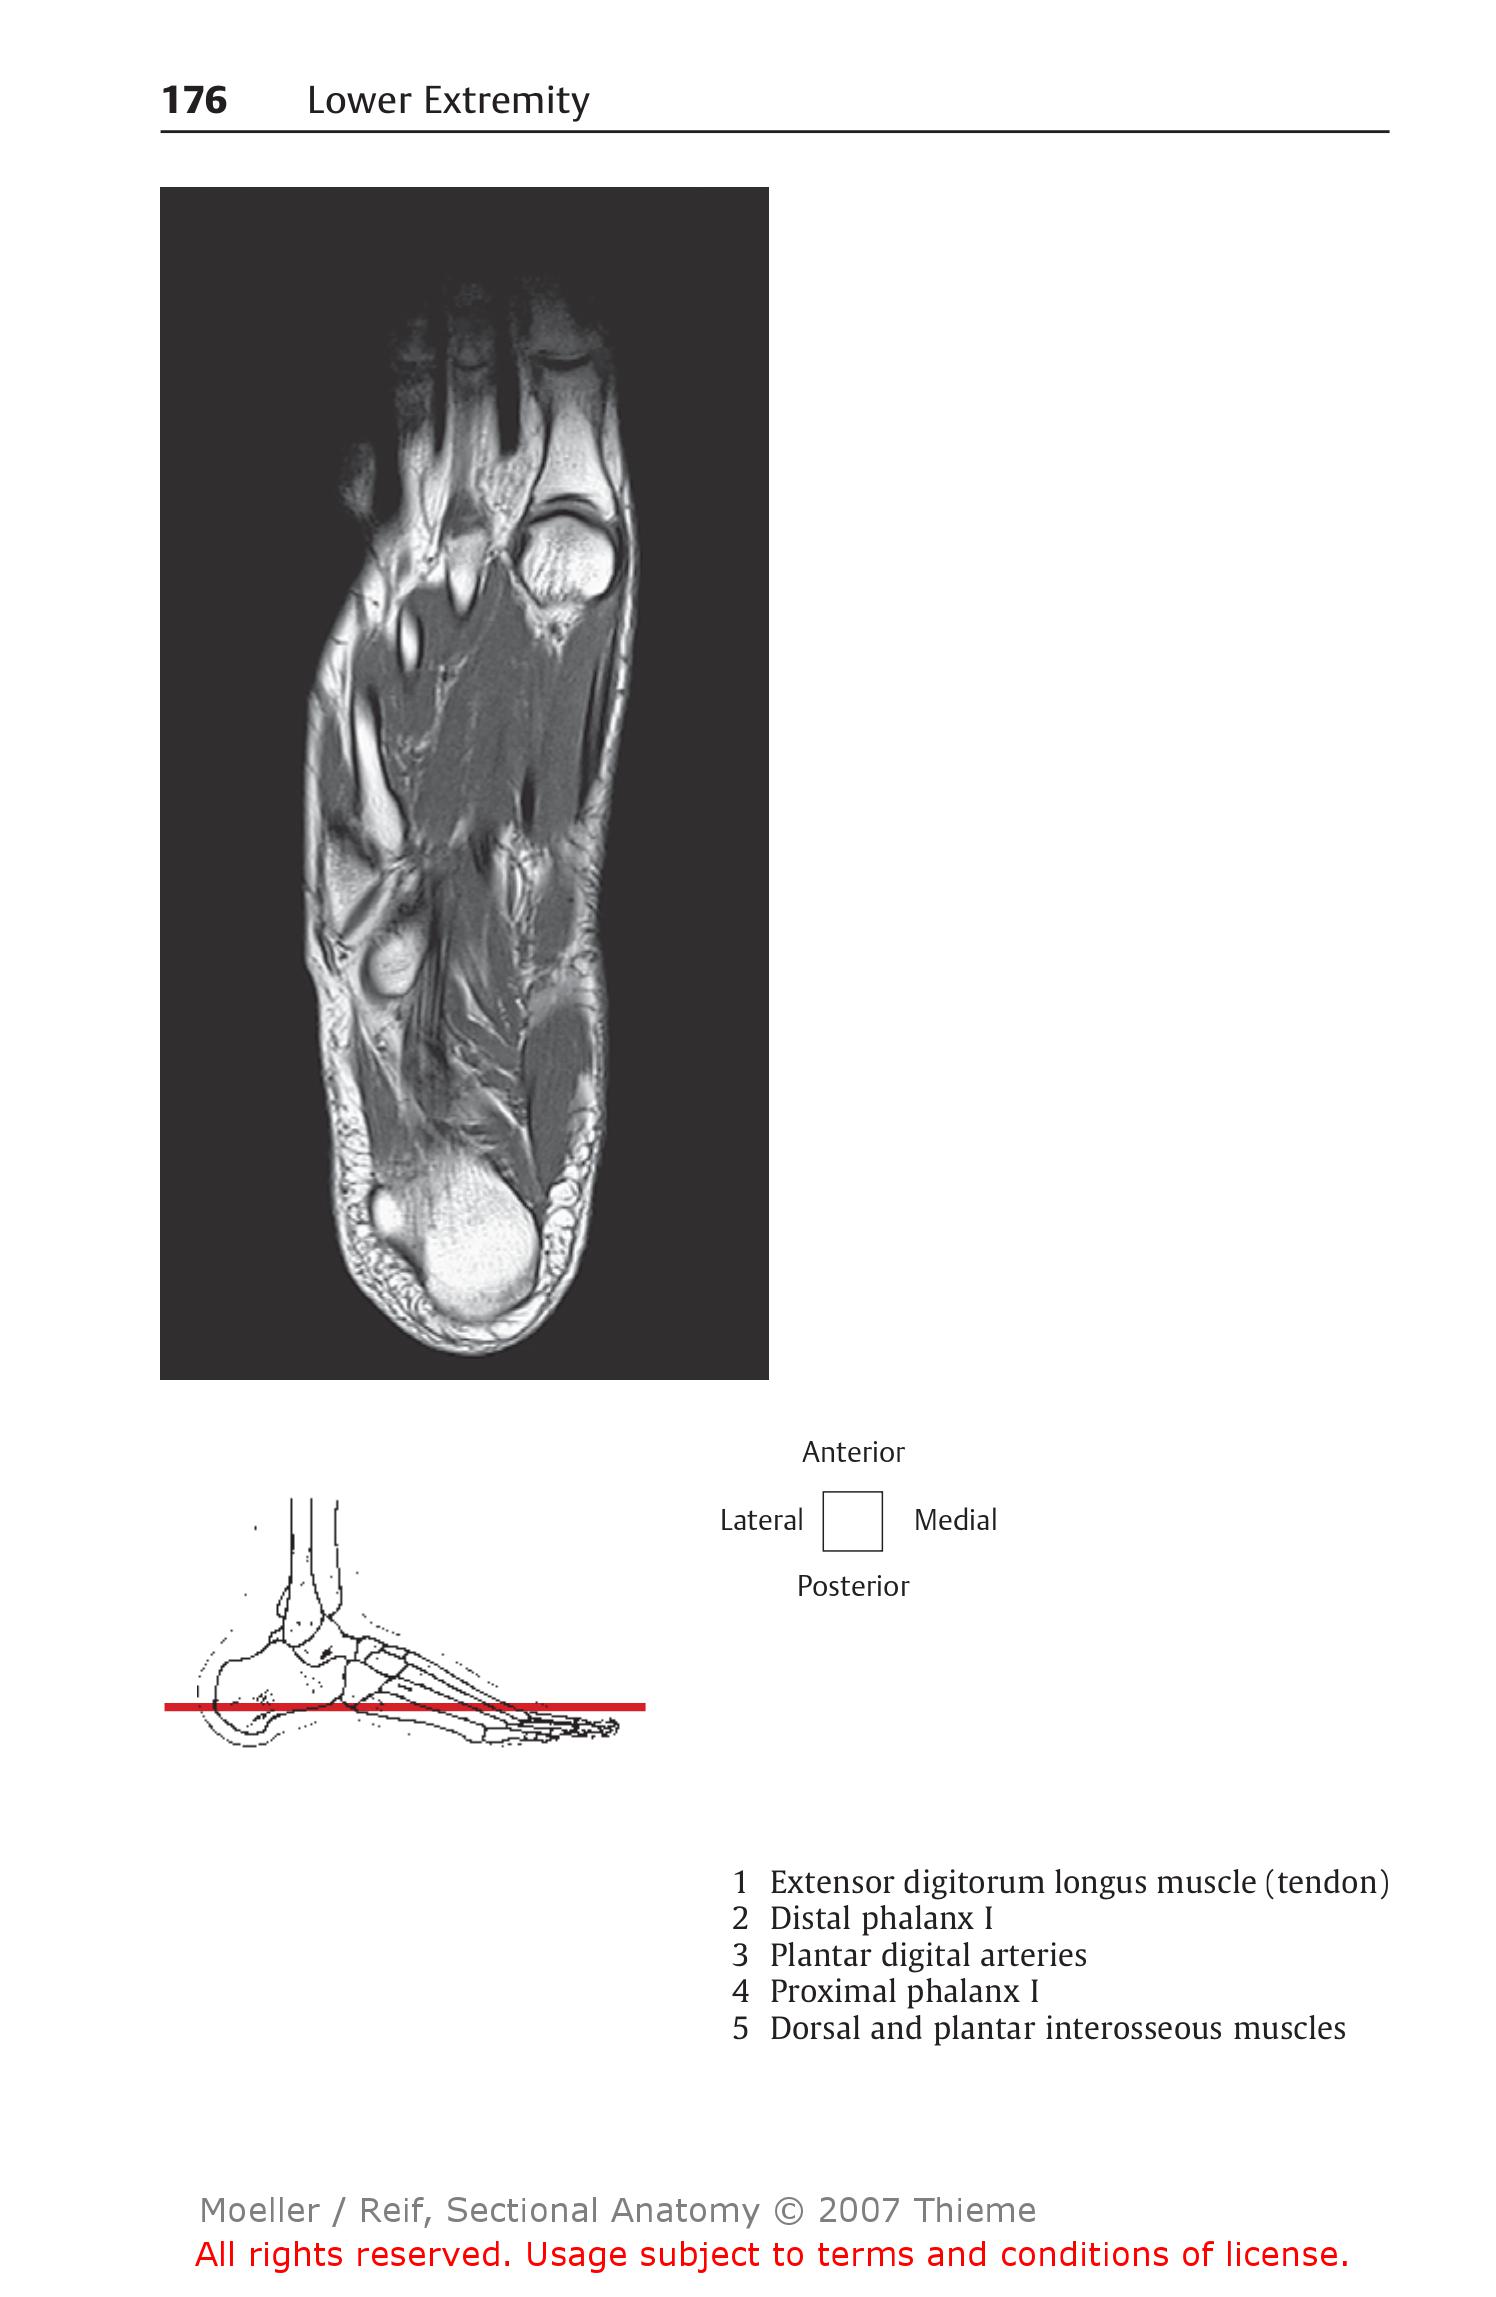 176 Lower Extremity
Anterior
Lateral Medial
Posterior
1 Extensor digitorum longus muscle (tendon)
2 Distal phalanx I
3 Plantar digital arteries
4 Proximal phalanx I
5 Dorsal and plantar interosseous muscles
Moeller / Reif, Sectional Anatomy © 2007 Thieme
All rights reserved. Usage subject to terms and conditions of license.